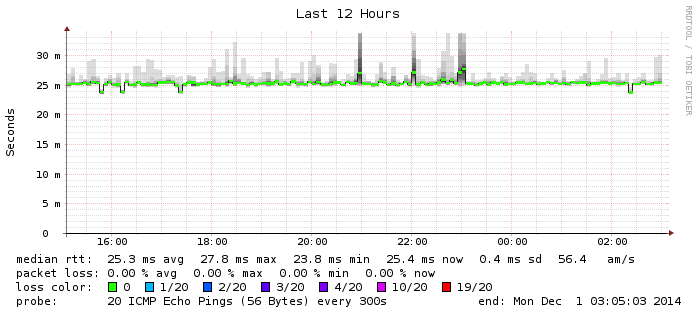 Last 12 Hours
RRDTOOL / TOBI OETIKER
Seconds
30 m
25 m
20 m
15 m
10 m
5 m
0
16:00 18:00 20:00 22:00 00:00 02:00
median rtt: 25.3 ms avg 27.8 ms max 23.8 ms min 25.4 ms now 0.4 ms sd 56.4 am/s
packet loss: 0.00 % avg 0.00 % max 0.00 % min 0.00 % now
loss color: 0 1/20 2/20 3/20 4/20 10/20 19/20
probe: 20 ICMP Echo Pings (56 Bytes) every 300s end: Mon Dec 1 03:05:03 2014